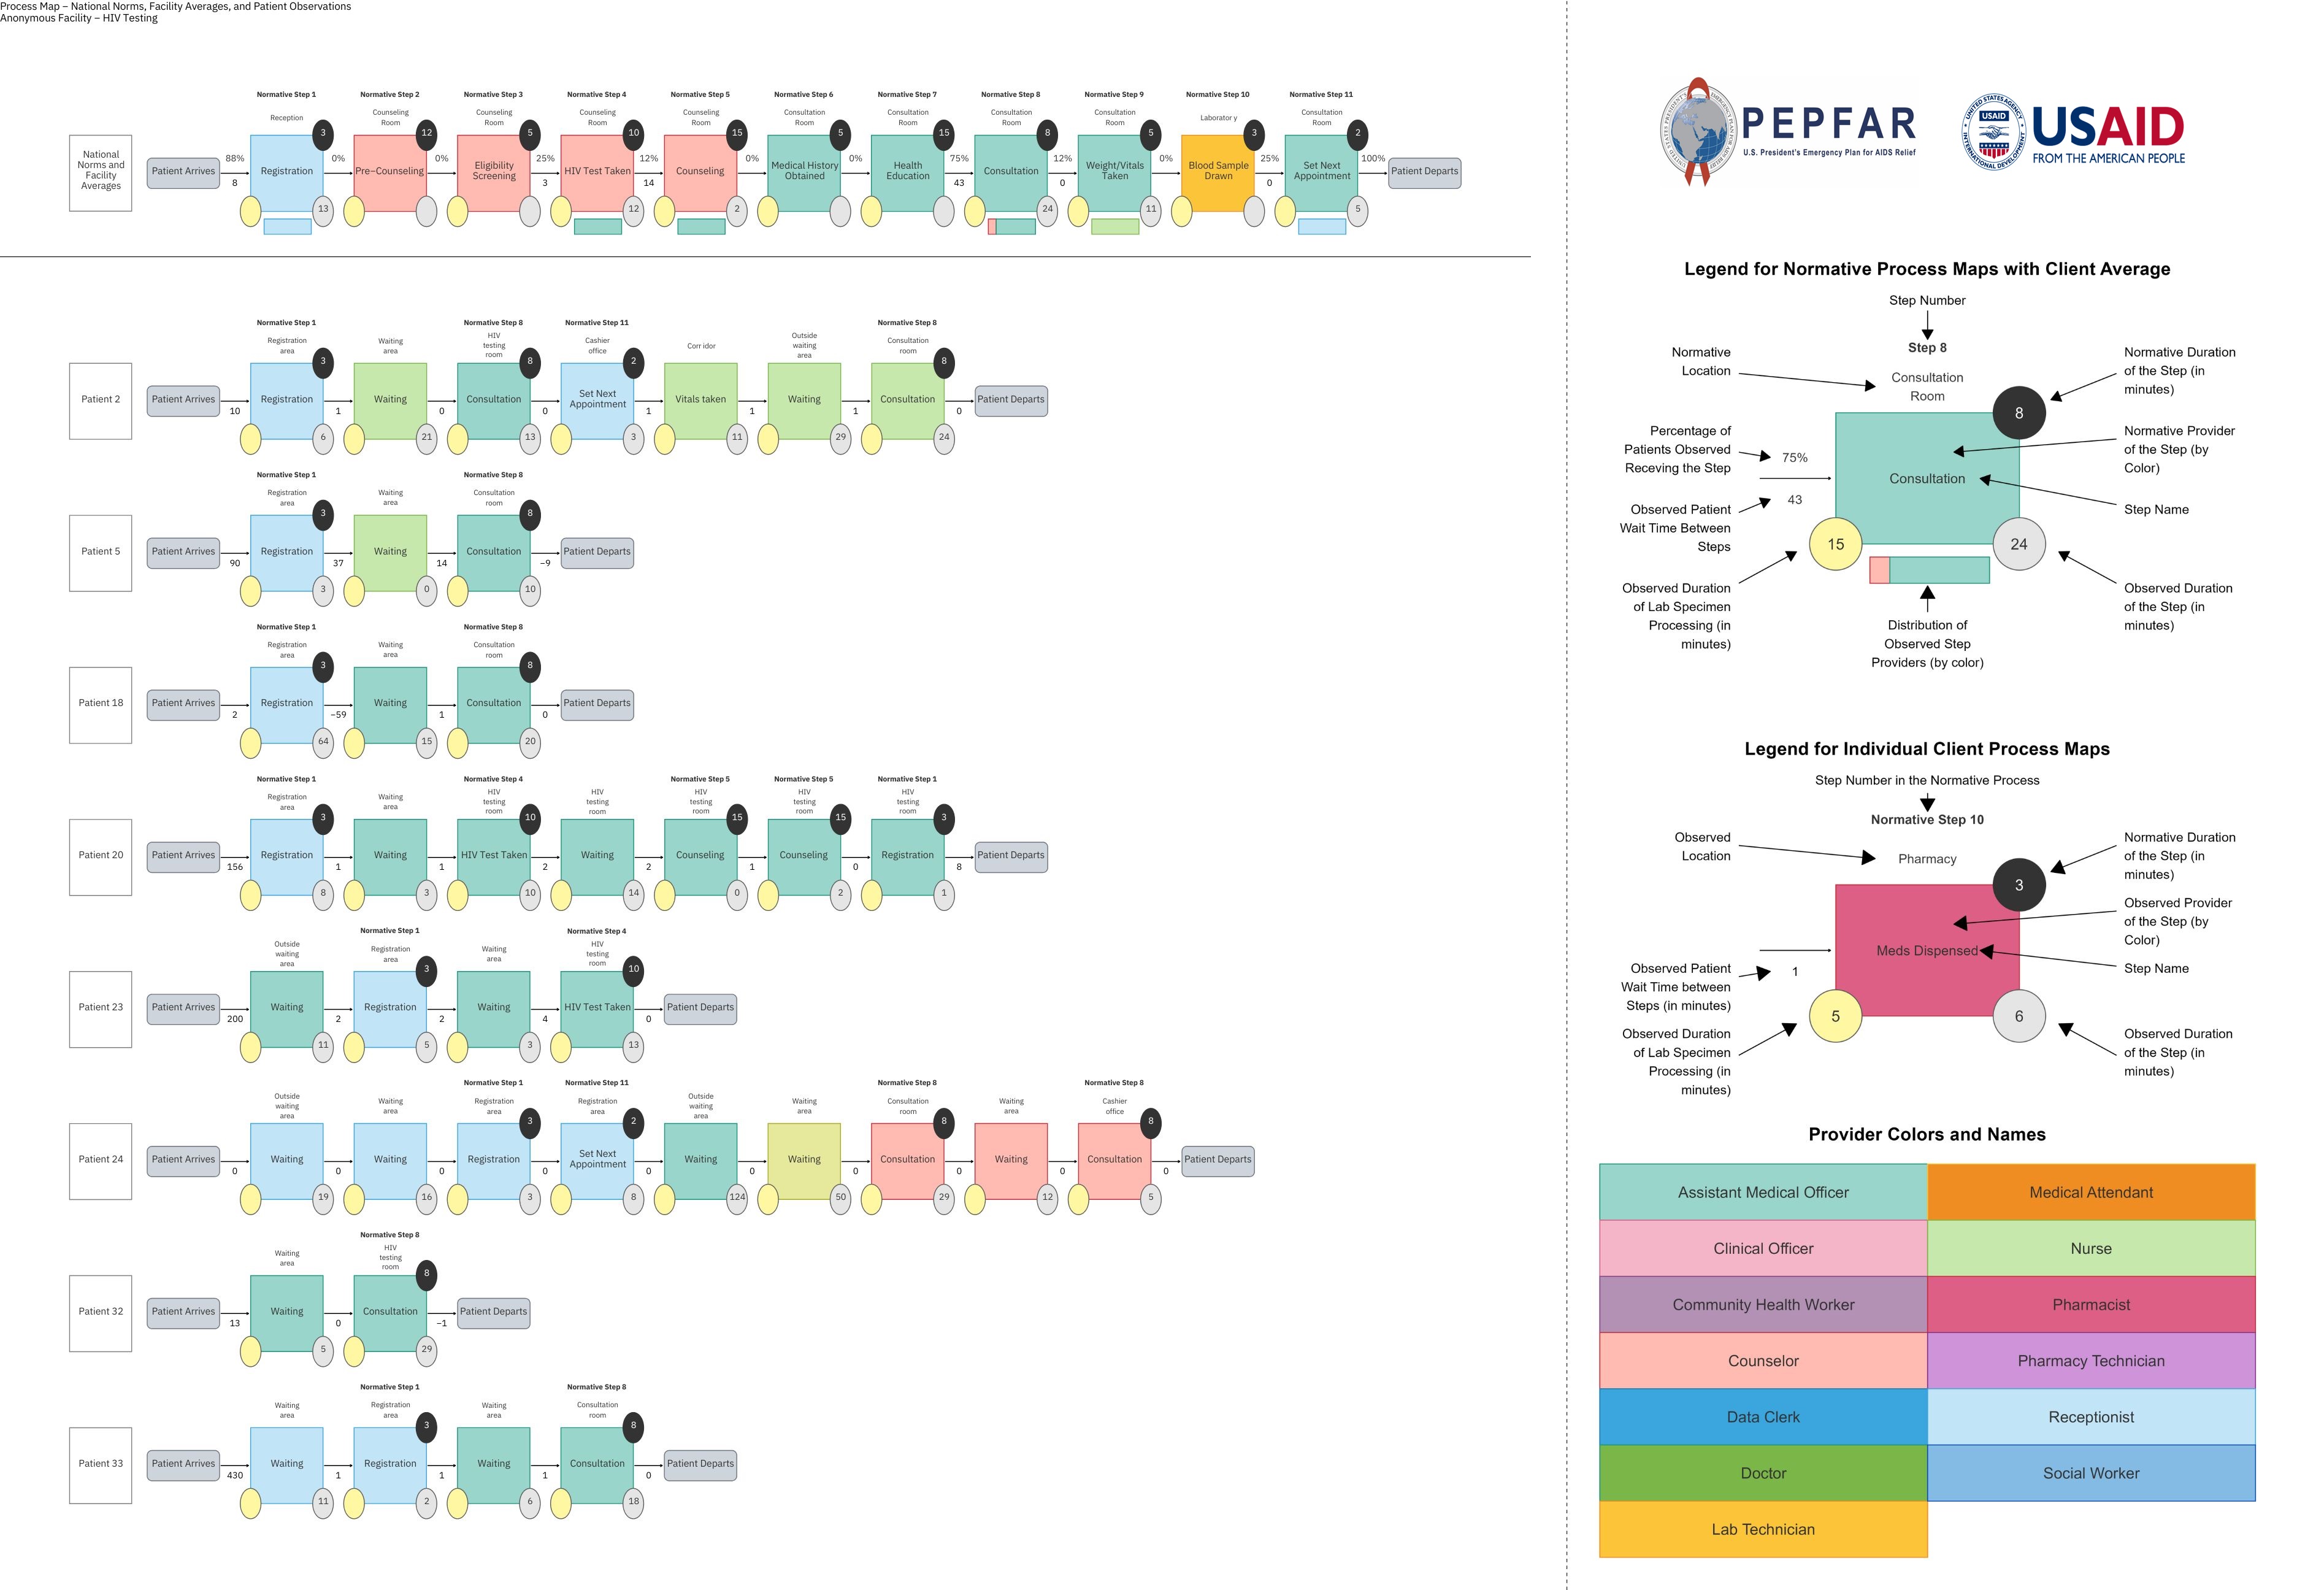 Process Map – National Norms, Facility Averages, and Patient Observations
Anonymous Facility – HIV Testing
Normative Step 1
Normative Step 2
Normative Step 3
Normative Step 4
Normative Step 5
Normative Step 6
Normative Step 7
Normative Step 8
Normative Step 9
Normative Step 10
Normative Step 11
Reception
Counseling
Room
Counseling
Room
Counseling
Room
Counseling
Room
Consultation
Room
Consultation
Room
Consultation
Room
Consultation
Room
Laborator y
Consultation
Room
National
Norms and
Facility
Averages
Patient Arrives
88%
8
3
Registration
13
0%
12
Pre–Counseling
0%
5
Eligibility
Screening
25%
3
10
HIV Test Taken
12
12%
14
15
Counseling
2
0%
5
Medical History
Obtained
0%
15
Health
Education
75%
43
8
Consultation
24
12%
0
5
Weight/Vitals
Taken
11
0%
3
Blood Sample
Drawn
25%
0
2
Set Next
Appointment
5
100%
Patient Departs
Patient 2
Patient Arrives
10
Normative Step 1
Registration
area
3
Registration
6
1
Waiting
area
Waiting
21
0
Normative Step 8
HIV
testing
room
8
Consultation
13
0
Normative Step 11
Cashier
office
2
Set Next
Appointment
3
1
Corr idor
Vitals taken
11
1
Outside
waiting
area
Waiting
29
1
Normative Step 8
Consultation
room
8
Consultation
24
0
Patient Departs
Patient 5
Patient Arrives
90
Normative Step 1
Registration
area
3
Registration
3
37
Waiting
area
Waiting
0
14
Normative Step 8
Consultation
room
8
Consultation
10
–9
Patient Departs
Patient 18
Patient Arrives
2
Normative Step 1
Registration
area
3
Registration
64
–59
Waiting
area
Waiting
15
1
Normative Step 8
Consultation
room
8
Consultation
20
0
Patient Departs
Patient 20
Patient Arrives
156
Normative Step 1
Registration
area
3
Registration
8
1
Waiting
area
Waiting
3
1
Normative Step 4
HIV
testing
room
10
HIV Test Taken
10
2
HIV
testing
room
Waiting
14
2
Normative Step 5
HIV
testing
room
15
Counseling
0
1
Normative Step 5
HIV
testing
room
15
Counseling
2
0
Normative Step 1
HIV
testing
room
3
Registration
1
8
Patient Departs
Patient 23
Patient Arrives
200
Outside
waiting
area
Waiting
11
2
Normative Step 1
Registration
area
3
Registration
5
2
Waiting
area
Waiting
3
4
Normative Step 4
HIV
testing
room
10
HIV Test Taken
13
0
Patient Departs
Patient 24
Patient Arrives
0
Outside
waiting
area
Waiting
19
0
Waiting
area
Waiting
16
0
Normative Step 1
Registration
area
3
Registration
3
0
Normative Step 11
Registration
area
2
Set Next
Appointment
8
0
Outside
waiting
area
Waiting
124
0
Waiting
area
Waiting
50
0
Normative Step 8
Consultation
room
8
Consultation
29
0
Waiting
area
Waiting
12
0
Normative Step 8
Cashier
office
8
Consultation
5
0
Patient Departs
Patient 32
Patient Arrives
13
Waiting
area
Waiting
5
0
Normative Step 8
HIV
testing
room
8
Consultation
29
–1
Patient Departs
Patient 33
Patient Arrives
430
Waiting
area
Waiting
11
1
Normative Step 1
Registration
area
3
Registration
2
1
Waiting
area
Waiting
6
1
Normative Step 8
Consultation
room
8
Consultation
18
0
Patient Departs
PEPFAR
U.S. President's Emergency Plan for AIDS Relief
UNITED STATES AGENCY
INTERNATIONAL DEVELOPMENT
USAID
USAID
FROM THE AMERICAN PEOPLE
Legend for Normative Process Maps with Client Average
Step Number
Step 8
Normative
Location
Consultation
Room
Normative Duration
of the Step (in
minutes)
8
Percentage of
Patients Observed
Receving the Step
75%
Normative Provider
of the Step (by
Color)
Consultation
43
Observed Patient
Wait Time Between
Steps
Step Name
15
24
Observed Duration
of Lab Specimen
Processing (in
minutes)
Distribution of
Observed Step
Providers (by color)
Observed Duration
of the Step (in
minutes)
Legend for Individual Client Process Maps
Step Number in the Normative Process
Normative Step 10
Observed
Location
Pharmacy
Normative Duration
of the Step (in
minutes)
3
Observed Provider
of the Step (by
Color)
Meds Dispensed
Step Name
Observed Patient
Wait Time between
Steps (in minutes)
1
5
6
Observed Duration
of Lab Specimen
Processing (in
minutes)
Observed Duration
of the Step (in
minutes)
Provider Colors and Names
Assistant Medical Officer
Medical Attendant
Clinical Officer
Nurse
Community Health Worker
Pharmacist
Counselor
Pharmacy Technician
Data Clerk
Receptionist
Doctor
Social Worker
Lab Technician